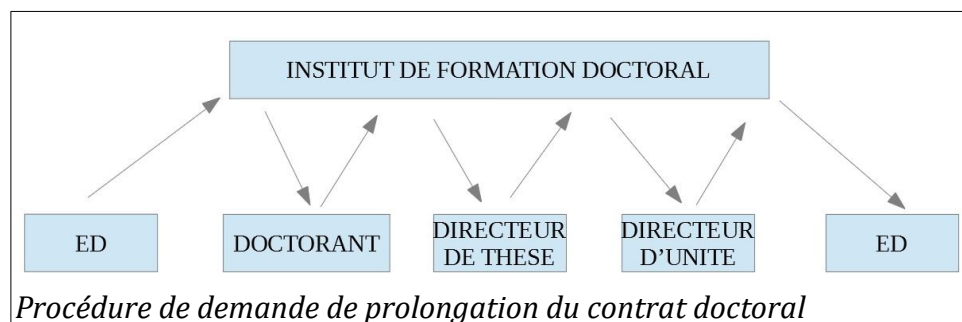 INSTITUT DE FORMATION DOCTORAL
ED
DOCTORANT
DIRECTEUR
DE THESE
DIRECTEUR
D'UNITE
ED
Procédure de demande de prolongation du contrat doctoral